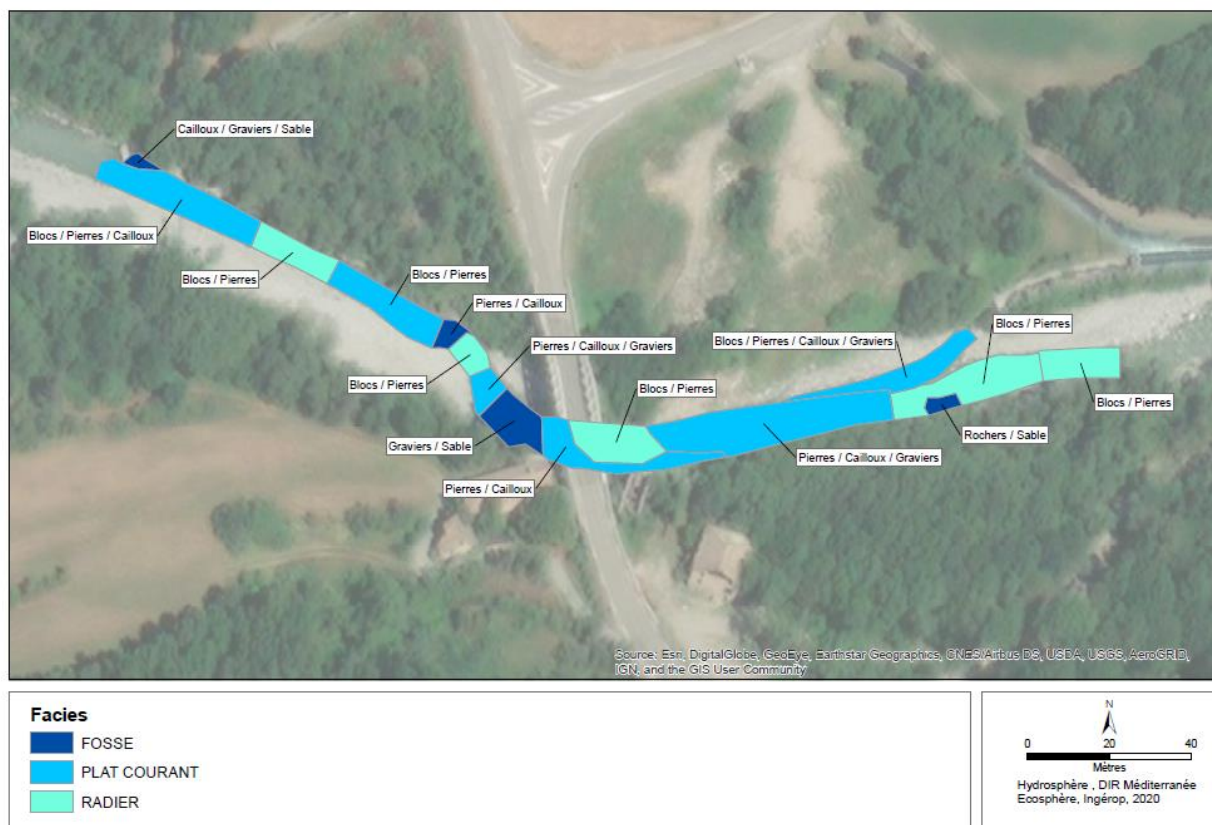 Cailloux / Graviers / Sable
Blocs / Pierres / Cailloux
Blocs / Pierres
Blocs / Pierres
Pierres / Cailloux
Pierres / Cailloux / Graviers
Blocs / Pierres
Blocs / Pierres / Cailloux / Graviers
Blocs / Pierres
Blocs / Pierres
Blocs / Pierres
Graviers / Sable
Rochers / Sable
Pierres / Cailloux / Graviers
Pierres / Cailloux
Source: Esri, DigitalGlobe, GeoEye, Earthstar Geographics, CNES/Airbus DS, USDA, USGS, AeroGRID,
IGN, and the GIS User Community
Facies
FOSSE
PLAT COURANT
RADIER
N
0 20 40
Mètres
Hydrosphère , DIR Méditerranée
Ecosphère, Ingérop, 2020